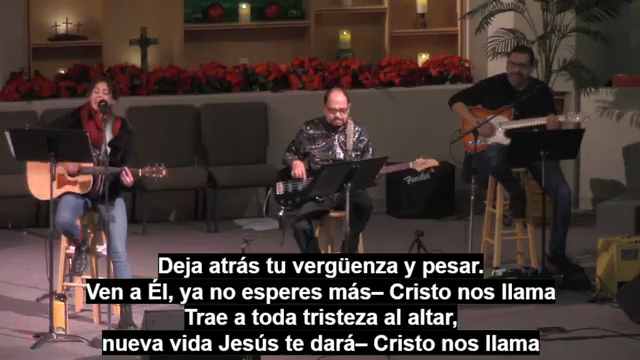 Fender
Deja atrás tu vergüenza y pesar.
Ven a Él, ya no esperes más– Cristo nos llama
Trae a toda tristeza al altar,
nueva vida Jesús te dará– Cristo nos llama